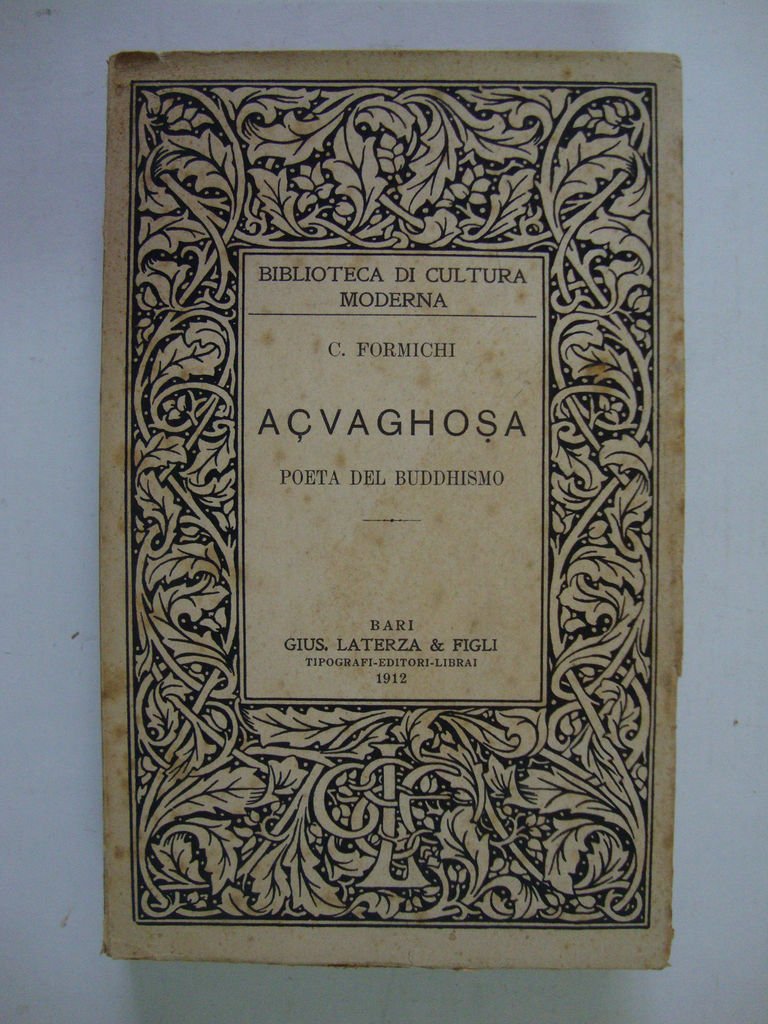 BIBLIOTECA DI CULTURA
MODERNA
C. FORMICHI
AÇVAGHOṢA
POETA DEL BUDDHISMO
BARI
GIUS. LATERZA & FIGLI
TIPOGRAFI-EDITORI-LIBRAI
1912